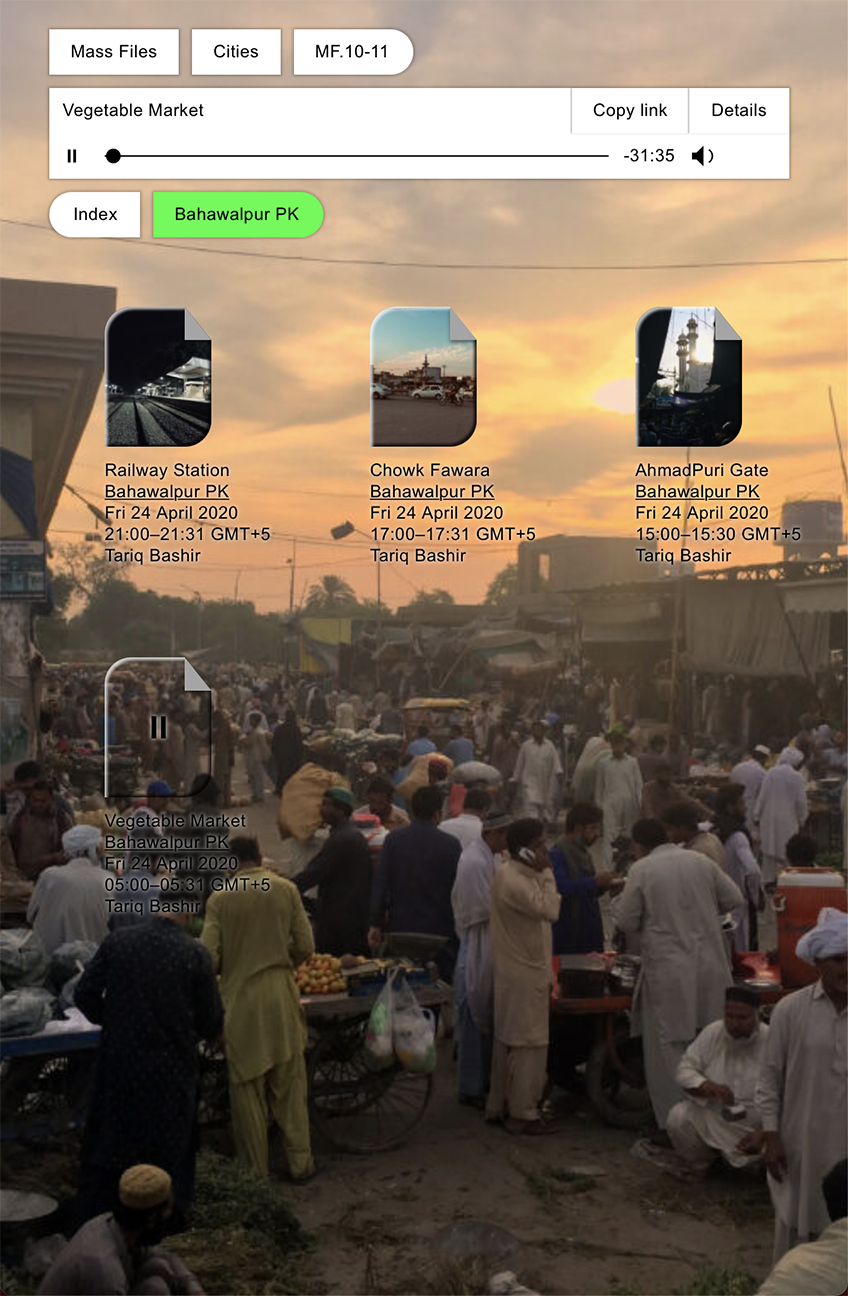 Mass Files
Cities
MF.10-11
Vegetable Market
Copy link
Details
-31:35
Index
Bahawalpur PK
Railway Station
Bahawalpur PK
Fri 24 April 2020
21:00–21:31 GMT+5
Tariq Bashir
Chowk Fawara
Bahawalpur PK
Fri 24 April 2020
17:00–17:31 GMT+5
Tariq Bashir
AhmadPuri Gate
Bahawalpur PK
Fri 24 April 2020
15:00–15:30 GMT+5
Tariq Bashir
Vegetable Market
Bahawalpur PK
Fri 24 April 2020
05:00–05:31 GMT+5
Tariq Bashir